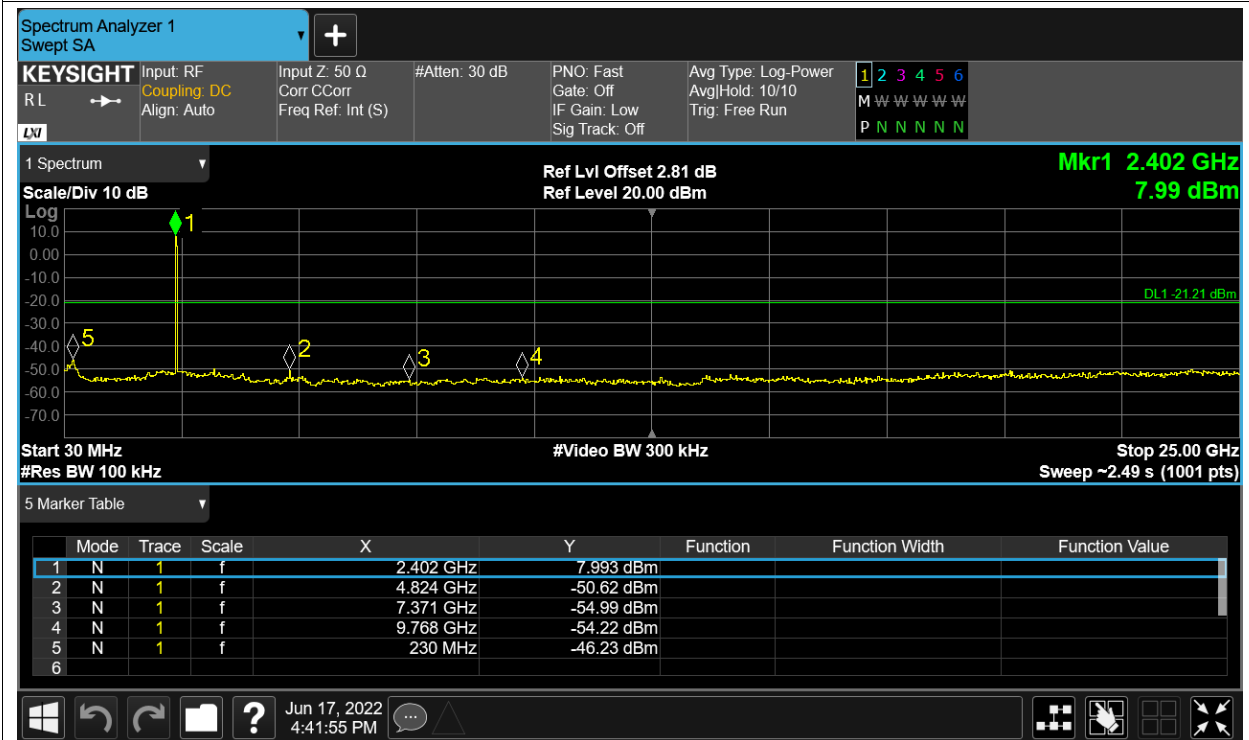 Spectrum Analyzer 1
Swept SA
+
KEYSIGHT Input: RF Input Z: 50 Ω #Atten: 30 dB PNO: Fast Avg Type: Log-Power 1 2 3 4 5 6
R L Coupling: DC Corr CCorr Gate: Off Avg|Hold: 10/10 M W W W W W
Align: Auto Freq Ref: Int (S) IF Gain: Low Trig: Free Run
LXI Sig Track: Off P N N N N N
1 Spectrum Ref Lvl Offset 2.81 dB Mkr1 2.402 GHz
Scale/Div 10 dB Ref Level 20.00 dBm 7.99 dBm
Log
1
10.0
0.00
-10.0
-20.0 DL1 -21.21 dBm
-30.0
5
-40.0 2 3 4
-50.0
-60.0
-70.0
Start 30 MHz #Video BW 300 kHz Stop 25.00 GHz
#Res BW 100 kHz Sweep ~2.49 s (1001 pts)
5 Marker Table
Mode Trace Scale X Y Function Function Width Function Value
1 N 1 f 2.402 GHz 7.993 dBm
2 N 1 f 4.824 GHz -50.62 dBm
3 N 1 f 7.371 GHz -54.99 dBm
4 N 1 f 9.768 GHz -54.22 dBm
5 N 1 f 230 MHz -46.23 dBm
6
? Jun 17, 2022
4:41:55 PM